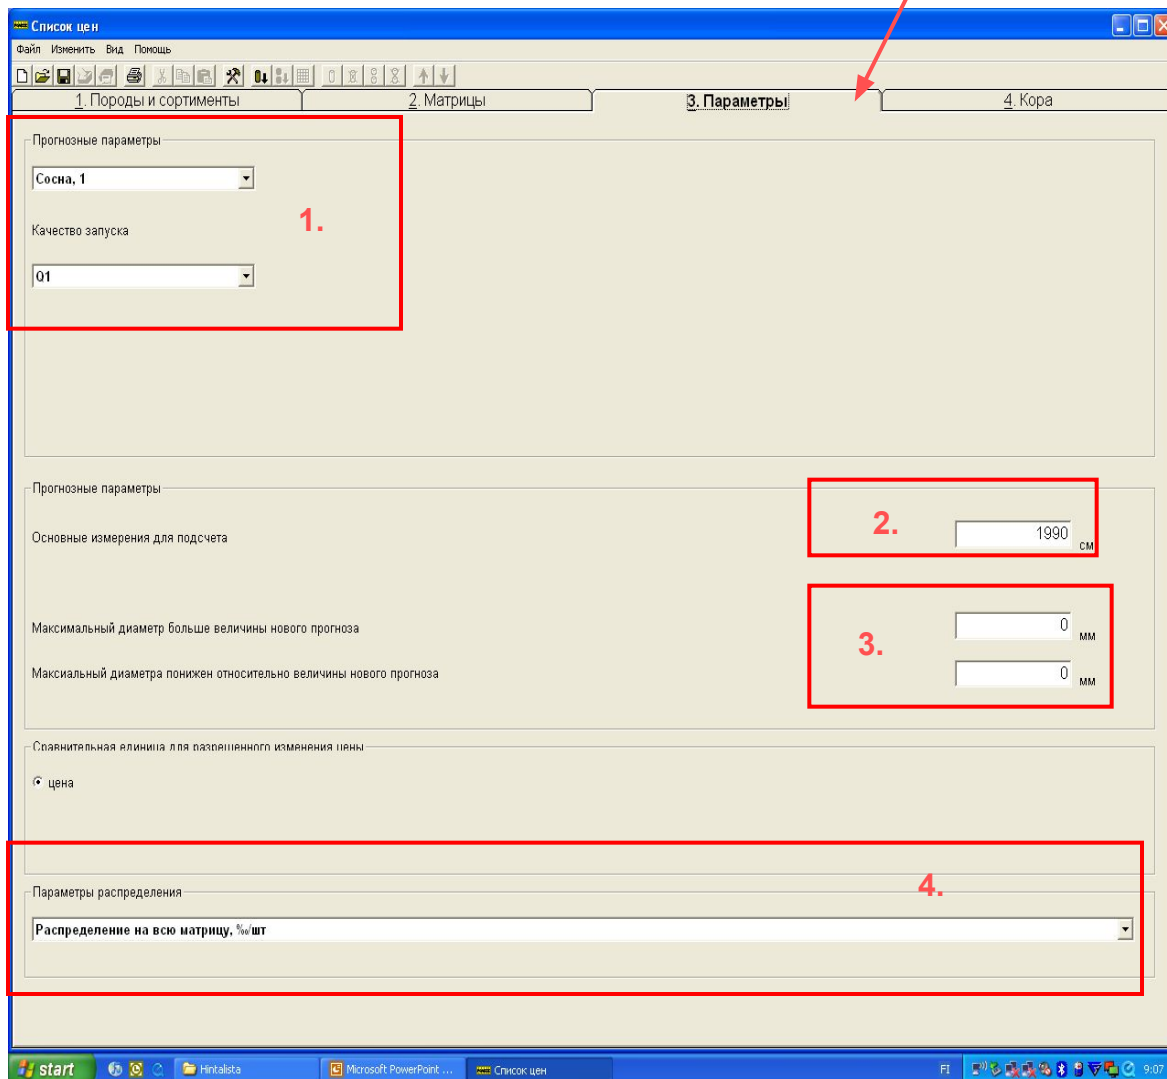 Список цен
Файл Изменить Вид Помощь
1. Породы и сортименты 2. Матрицы 3. Параметры 4. Кора
Прогнозные параметры
Сосна, 1
1.
Качество запуска
Q1
Прогнозные параметры
2.
Основные измерения для подсчета 1990 см
Максимальный диаметр больше величины нового прогноза 0 мм
3.
Максиальный диаметра понижен относительно величины нового прогноза 0 мм
Сравнительная единица для разрешенного изменения цены
цена
4.
Параметры распределения
Распределение на всю матрицу, ‰/шт
start Hintalista Microsoft PowerPoint ... Список цен FI 9:07